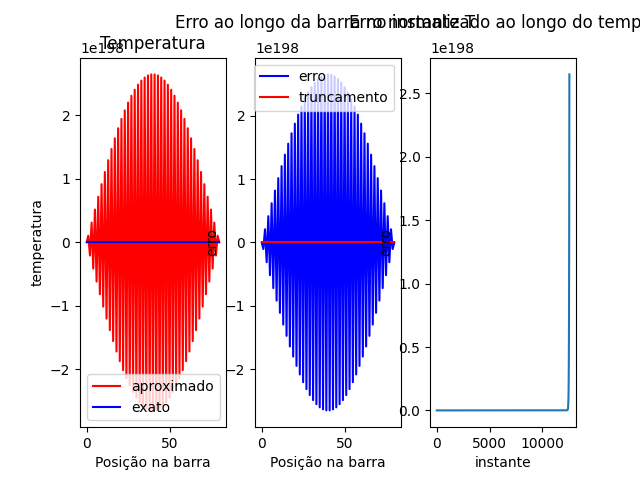 Temperatura
1e198
temperatura
2
1
0
−1
−2
aproximado
exato
0
50
Posição na barra
Erro ao longo da barra no instante T
1e198
erro
2
1
0
−1
−2
erro
truncamento
0
50
Posição na barra
Erro normalizado ao longo do temp
1e198
erro
2.5
2.0
1.5
1.0
0.5
0.0
0
5000
10000
instante